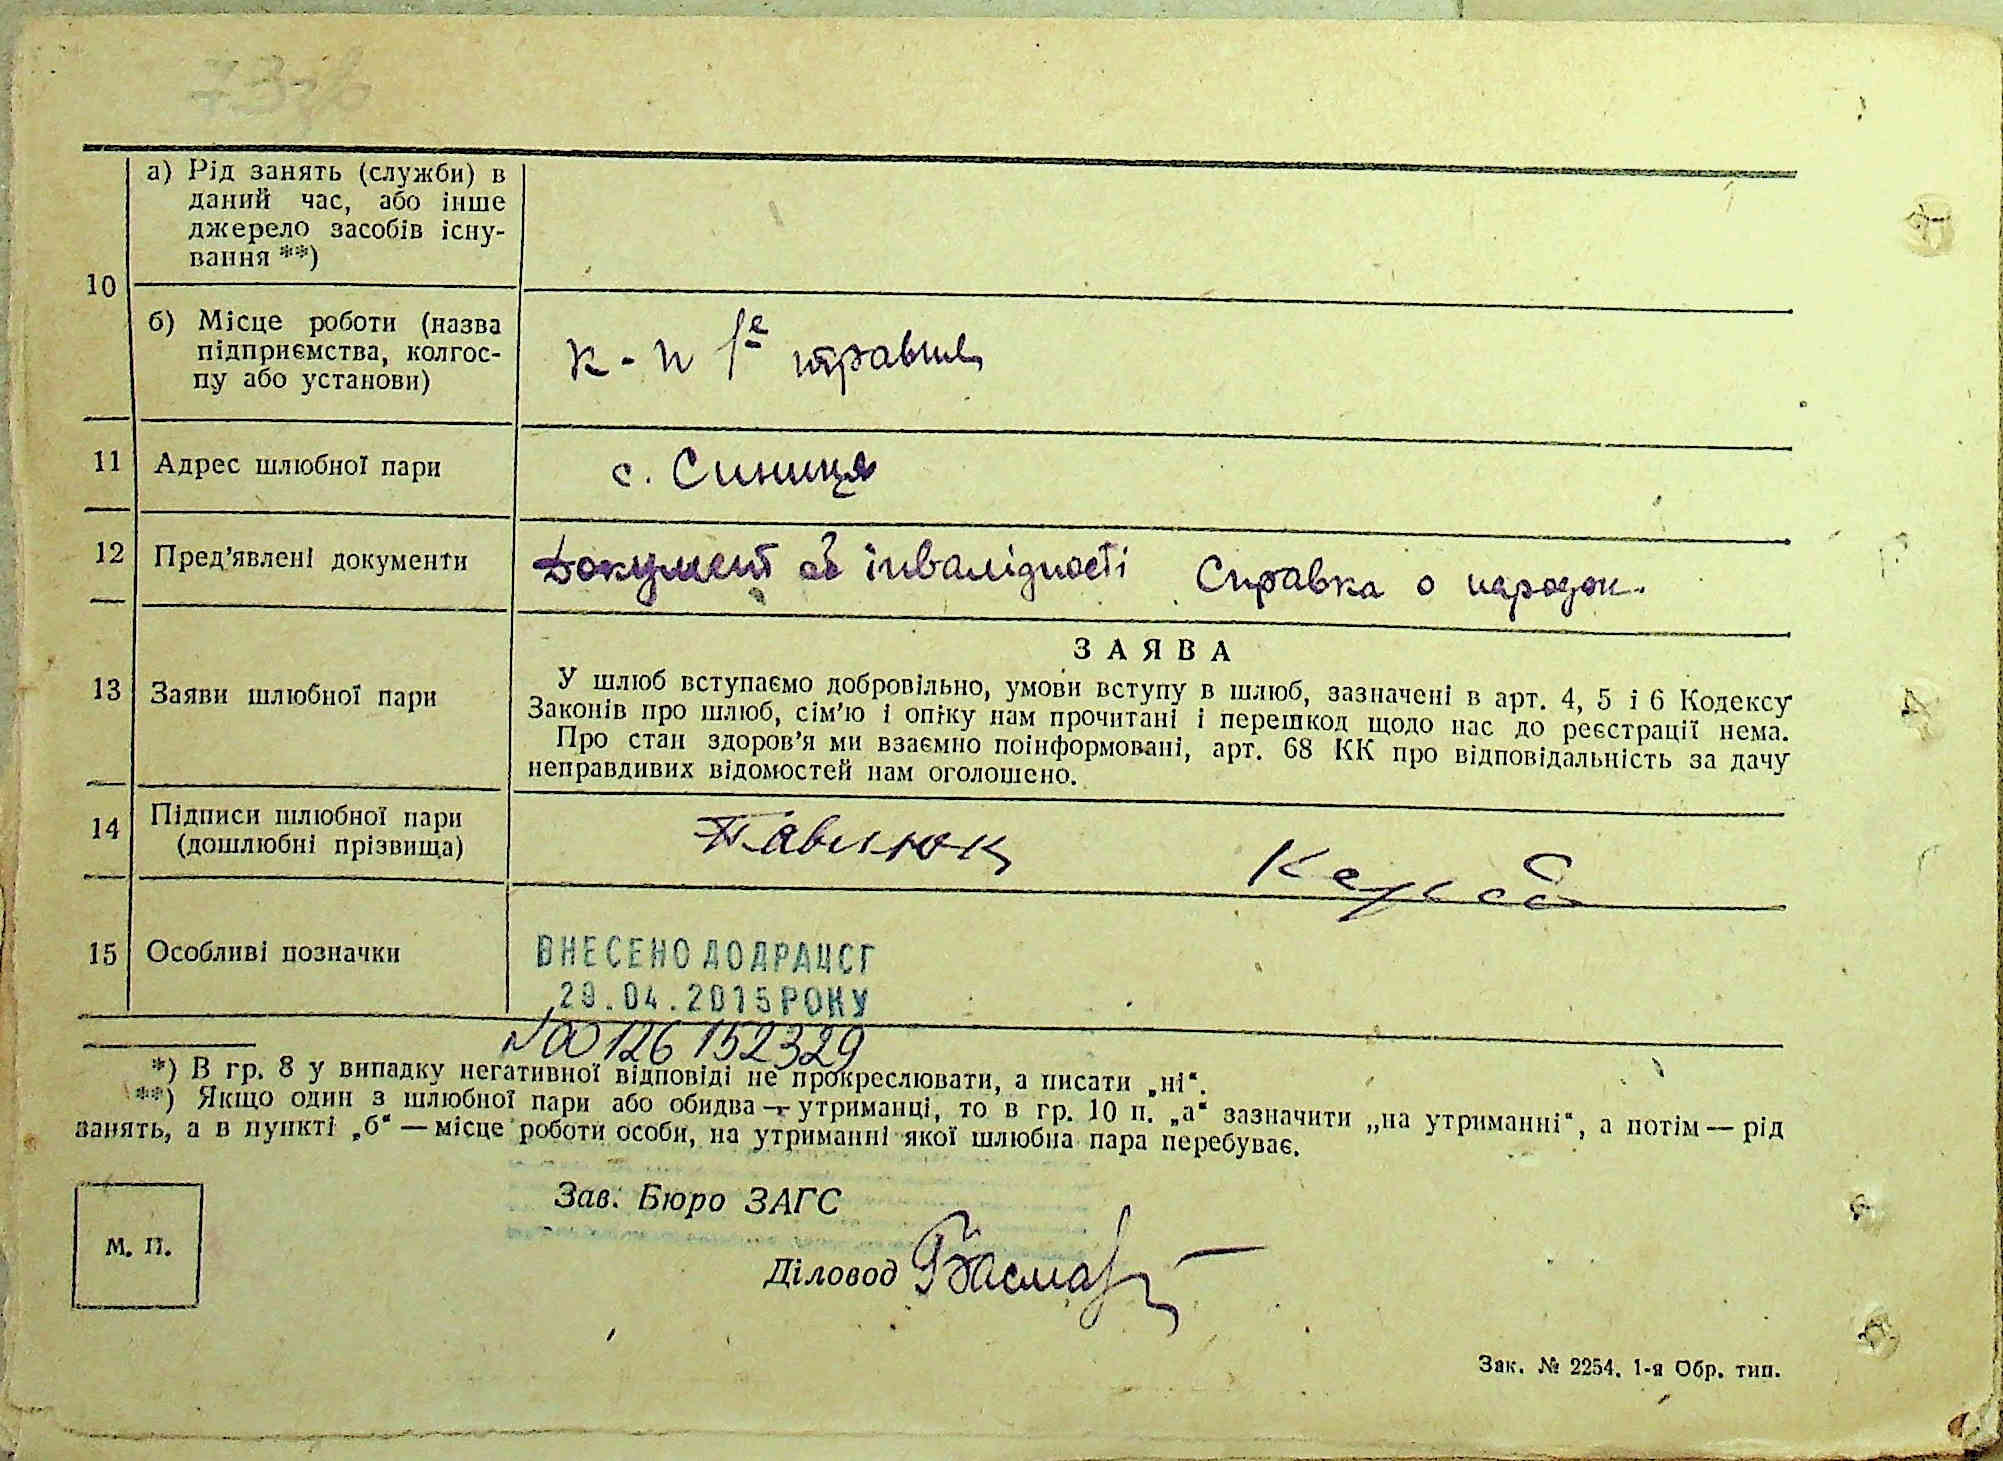 73зв
10
а) Рід занять (служби) в
даний час, або інше
джерело засобів існу-
вання **)
б) Місце роботи (назва
підприємства, колгос-
пу або установи)
к-п 1е травня
11 Адрес шлюбної пари
с. Синиця
12 Пред'явлені документи
Документ об інвалідності Справка о народж.
13 Заяви шлюбної пари
ЗАЯВА
У шлюб вступаємо добровільно, умови вступу в шлюб, зазначені в арт. 4, 5 і 6 Кодексу
Законів про шлюб, сім'ю і опіку нам прочитані і перешкод щодо нас до реєстрації нема.
Про стан здоров'я ми взаємно поінформовані, арт. 68 КК про відповідальність за дачу
неправдивих відомостей нам оголошено.
14 Підписи шлюбної пари
(дошлюбні прізвища)
Павлюк
15 Особливі позначки
ВНЕСЕНО ДО ДРАЦСГ
29.04.2015 РОКУ
№00126152329
*) В гр. 8 у випадку негативної відповіді не прокреслювати, а писати „ні“.
**) Якщо один з шлюбної пари або обидва — утриманці, то в гр. 10 п. „а“ зазначити „на утриманні“, а потім — рід
занять, а в пункті „б“ — місце роботи особи, на утриманні якої шлюбна пара перебуває.
Зав. Бюро ЗАГС
М. П.
Діловод
Зак. № 2254. 1-я Обр. тип.